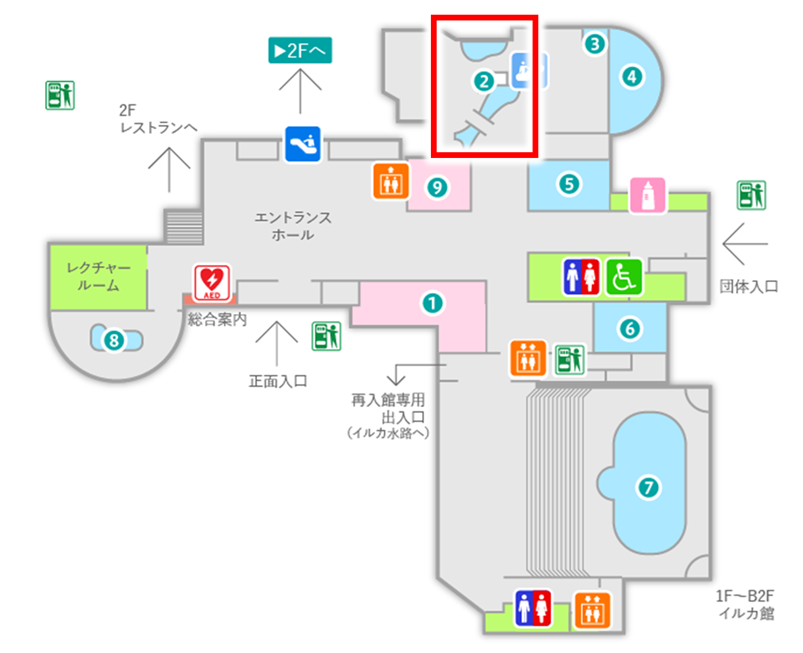 ▶2Fへ
2F
レストランへ
エントランス
ホール
レクチャー
ルーム
AED
総合案内
正面入口
団体入口
再入館専用
出入口
(イルカ水路へ)
1F～B2F
イルカ館
1
2
3
4
5
6
7
8
9